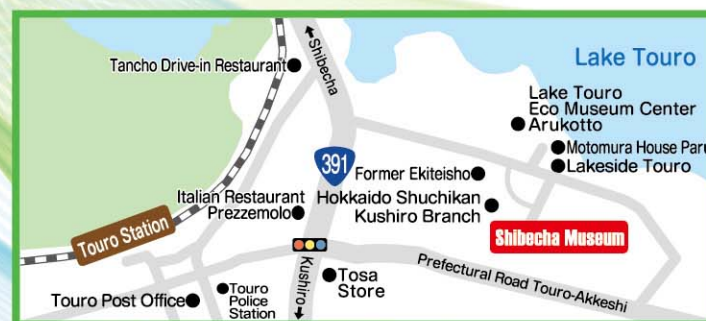 Shibecha
Tancho Drive-in Restaurant
Lake Touro
Lake Touro
Eco Museum Center
Arukotto
Motomura House Paru
Lakeside Touro
391
Former Ekiteisho
Hokkaido Shuchikan
Kushiro Branch
Italian Restaurant
Prezzemolo
Touro Station
Shibecha Museum
Prefectural Road Touro-Akkeshi
Kushiro
Tosa
Store
Touro
Police
Station
Touro Post Office